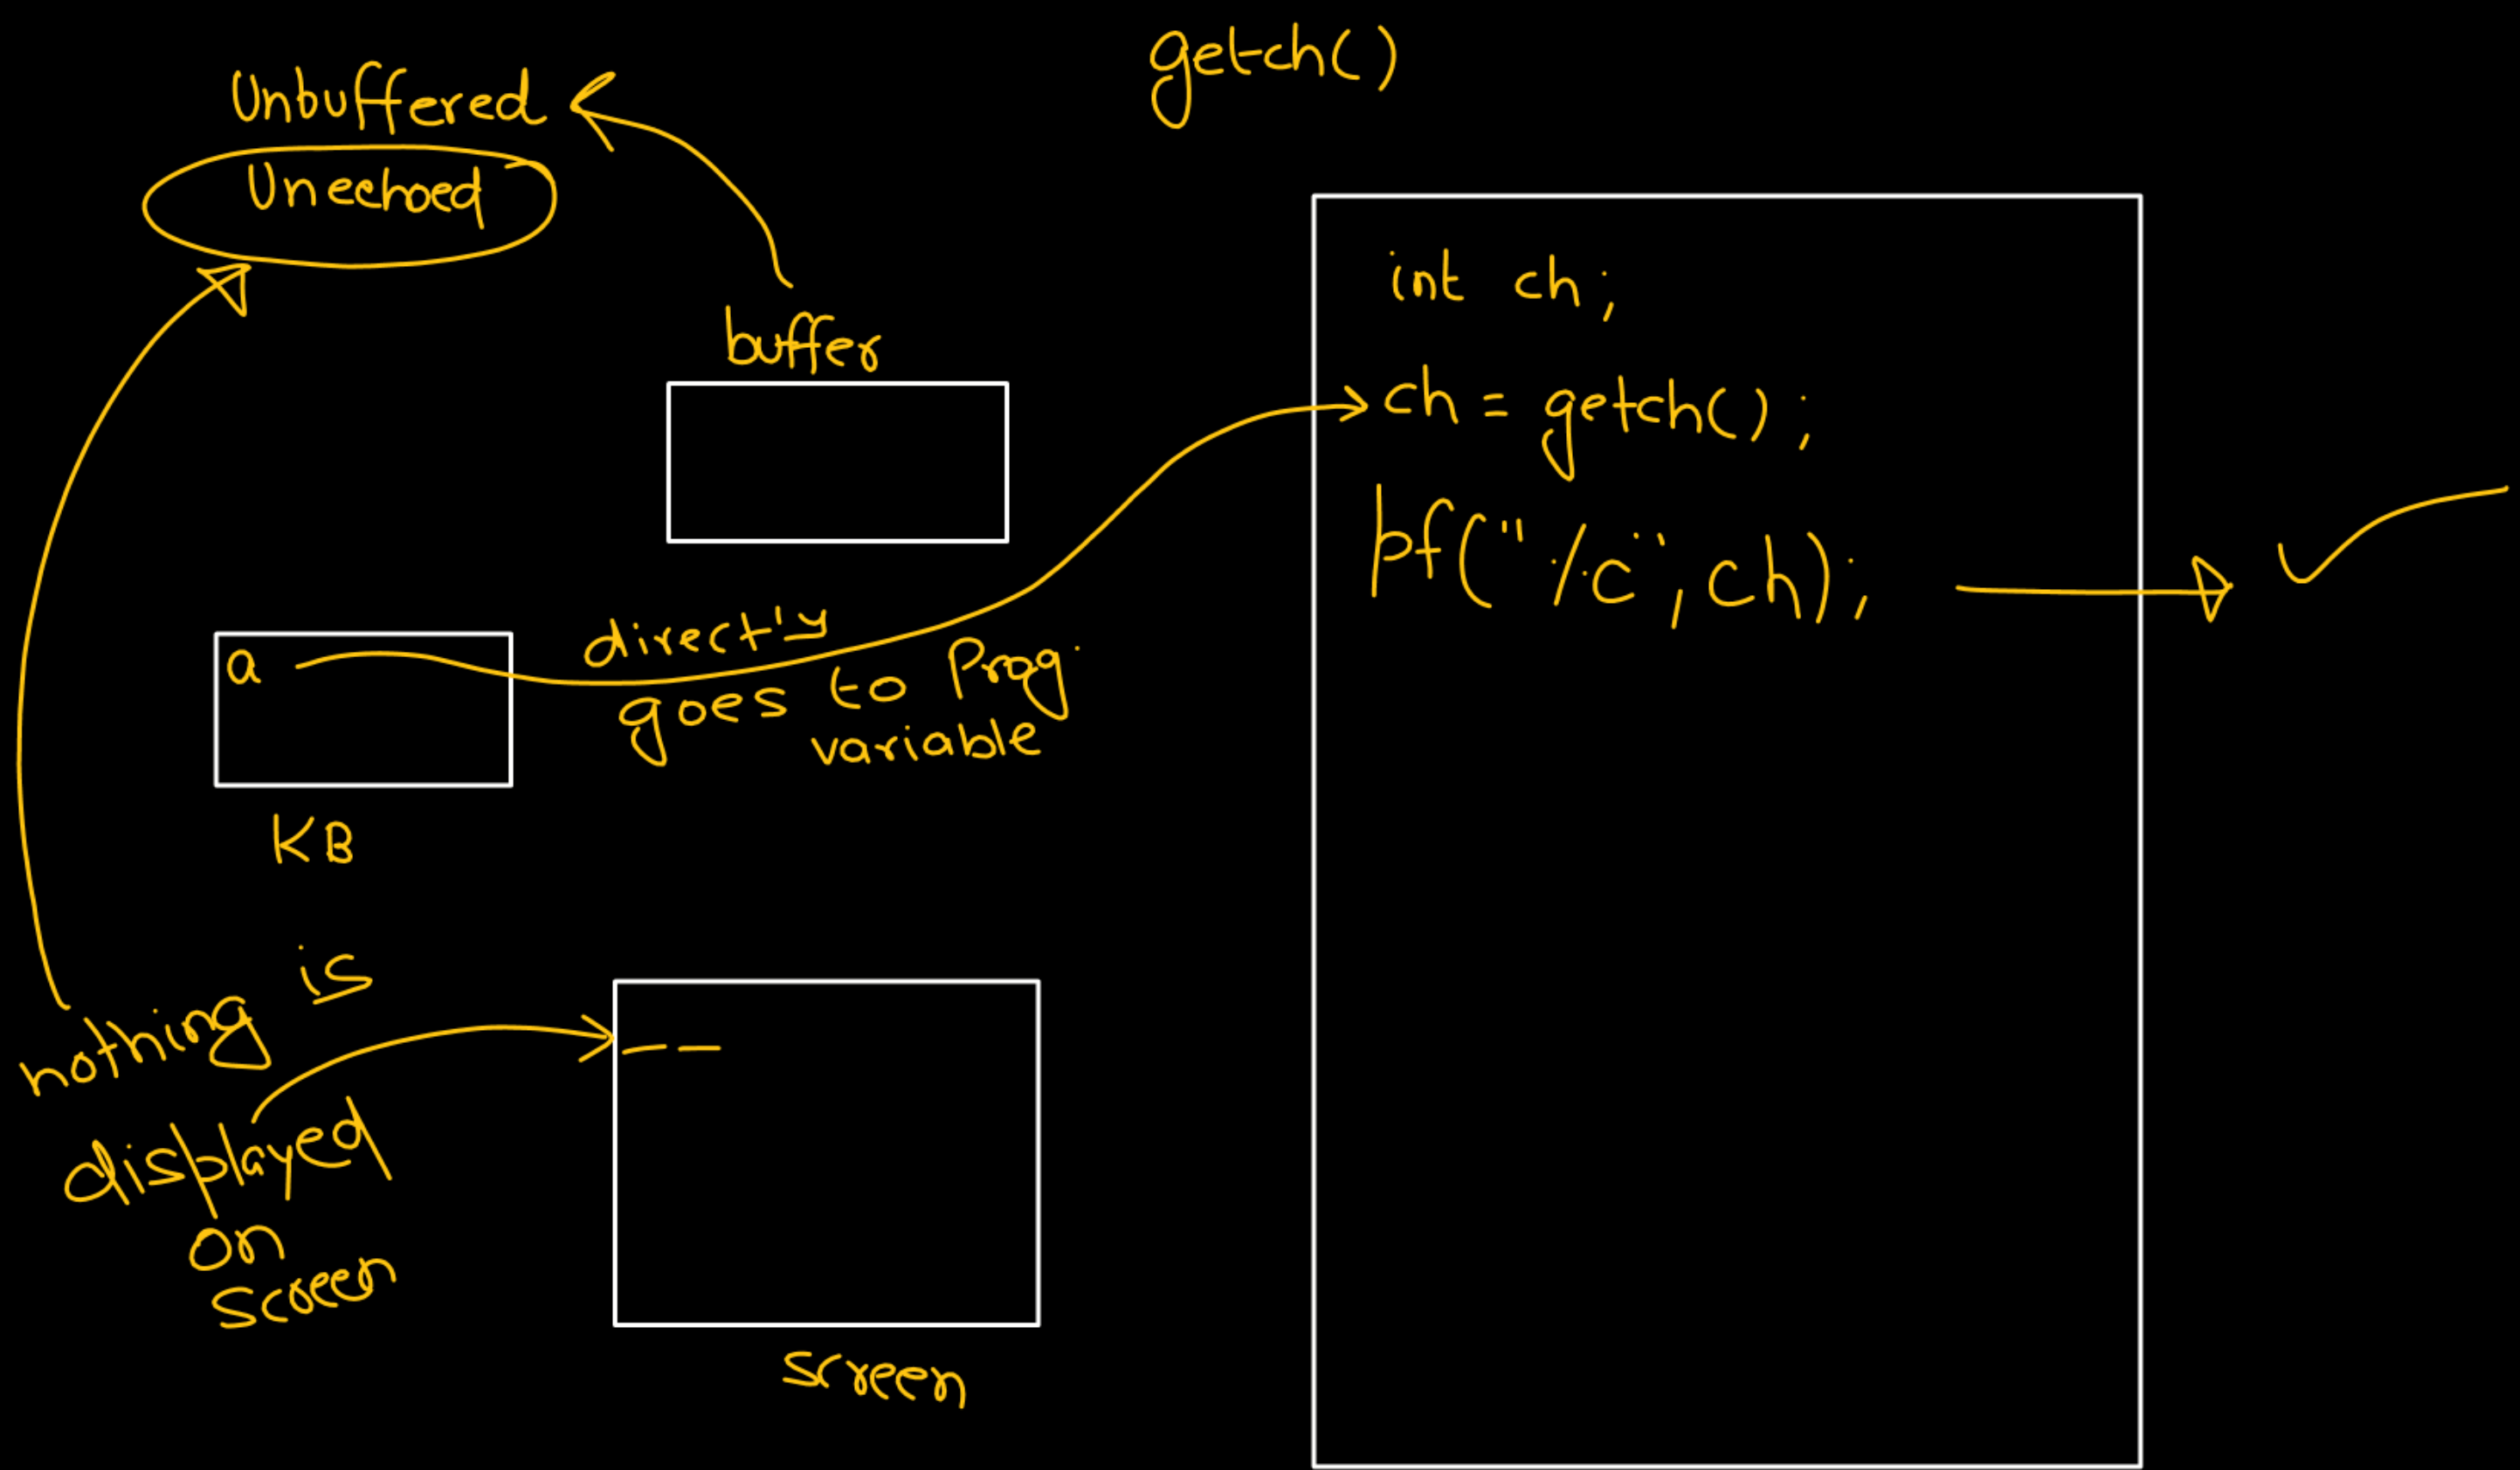 getch()
Unbuffered
Unechoed
buffer
int ch;
ch = getch();
pf("%c", ch);
a
directly
goes to Prog.
variable
KB
nothing is
displayed
on
screen
screen